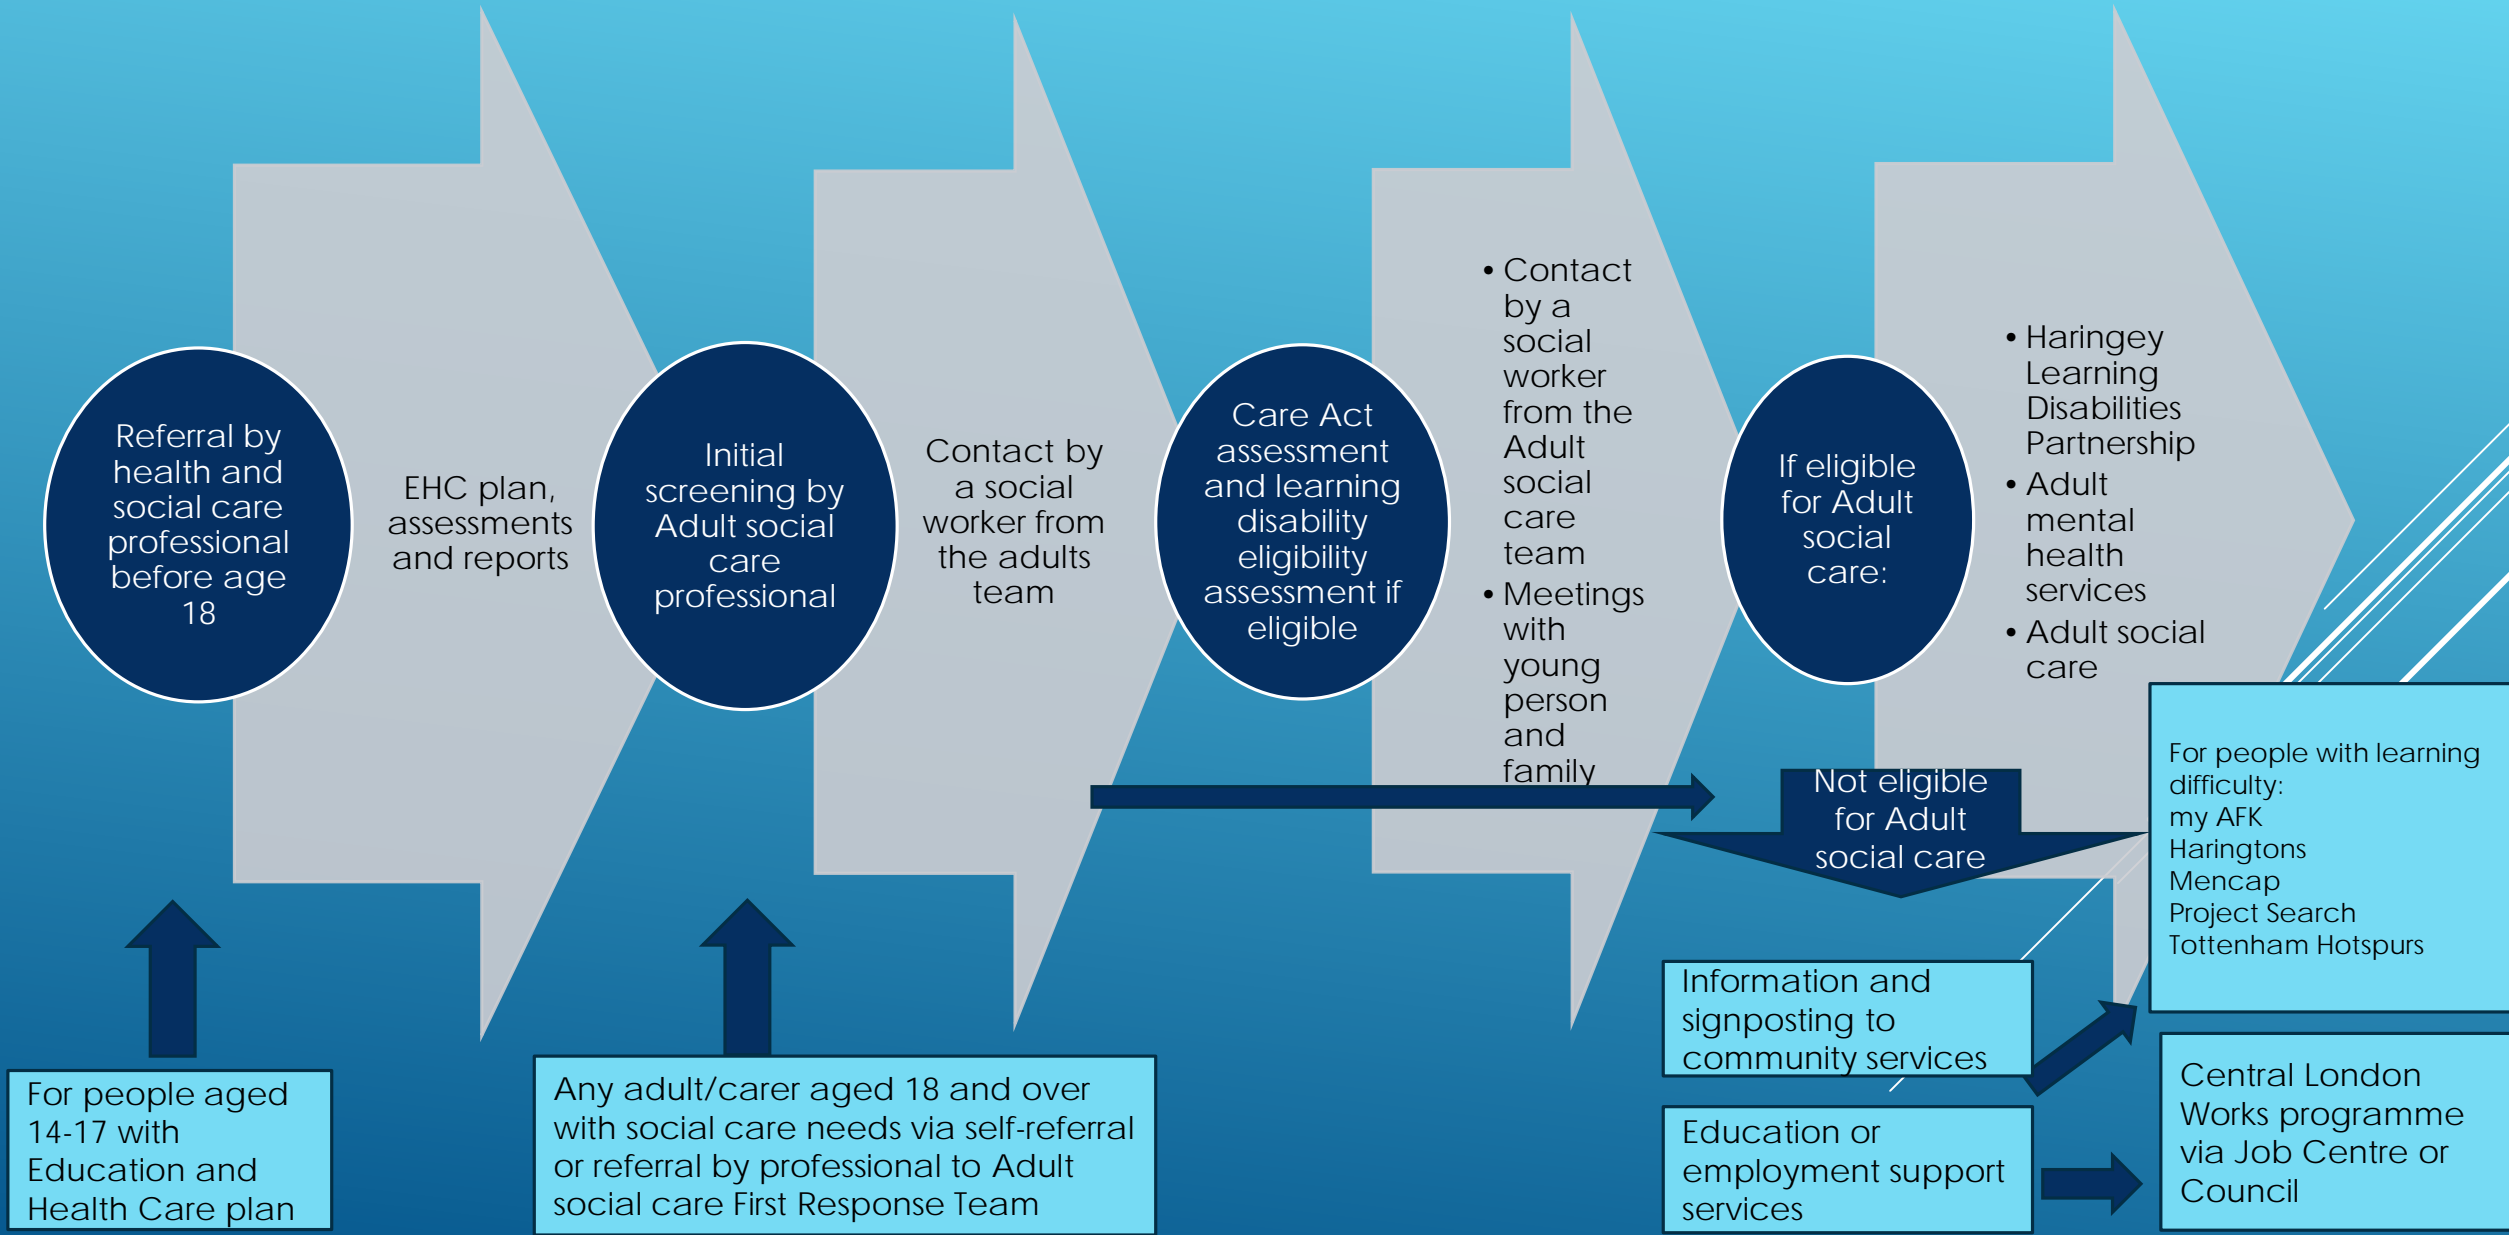 Referral by
health and
social care
professional
before age
18
EHC plan,
assessments
and reports
Initial
screening by
Adult social
care
professional
Contact by
a social
worker from
the adults
team
Care Act
assessment
and learning
disability
eligibility
assessment if
eligible
• Contact
by a
social
worker
from the
Adult
social
care
team
• Meetings
with
young
person
and
family
If eligible
for Adult
social
care:
• Haringey
Learning
Disabilities
Partnership
• Adult
mental
health
services
• Adult social
care
Not eligible
for Adult
social care
For people with learning
difficulty:
my AFK
Haringtons
Mencap
Project Search
Tottenham Hotspurs
Information and
signposting to
community services
Education or
employment support
services
Central London
Works programme
via Job Centre or
Council
For people aged
14-17 with
Education and
Health Care plan
Any adult/carer aged 18 and over
with social care needs via self-referral
or referral by professional to Adult
social care First Response Team